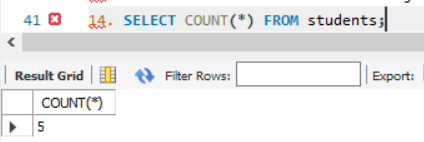 41 14. SELECT COUNT(*) FROM students;
Result Grid Filter Rows: Export:
COUNT(*)
5